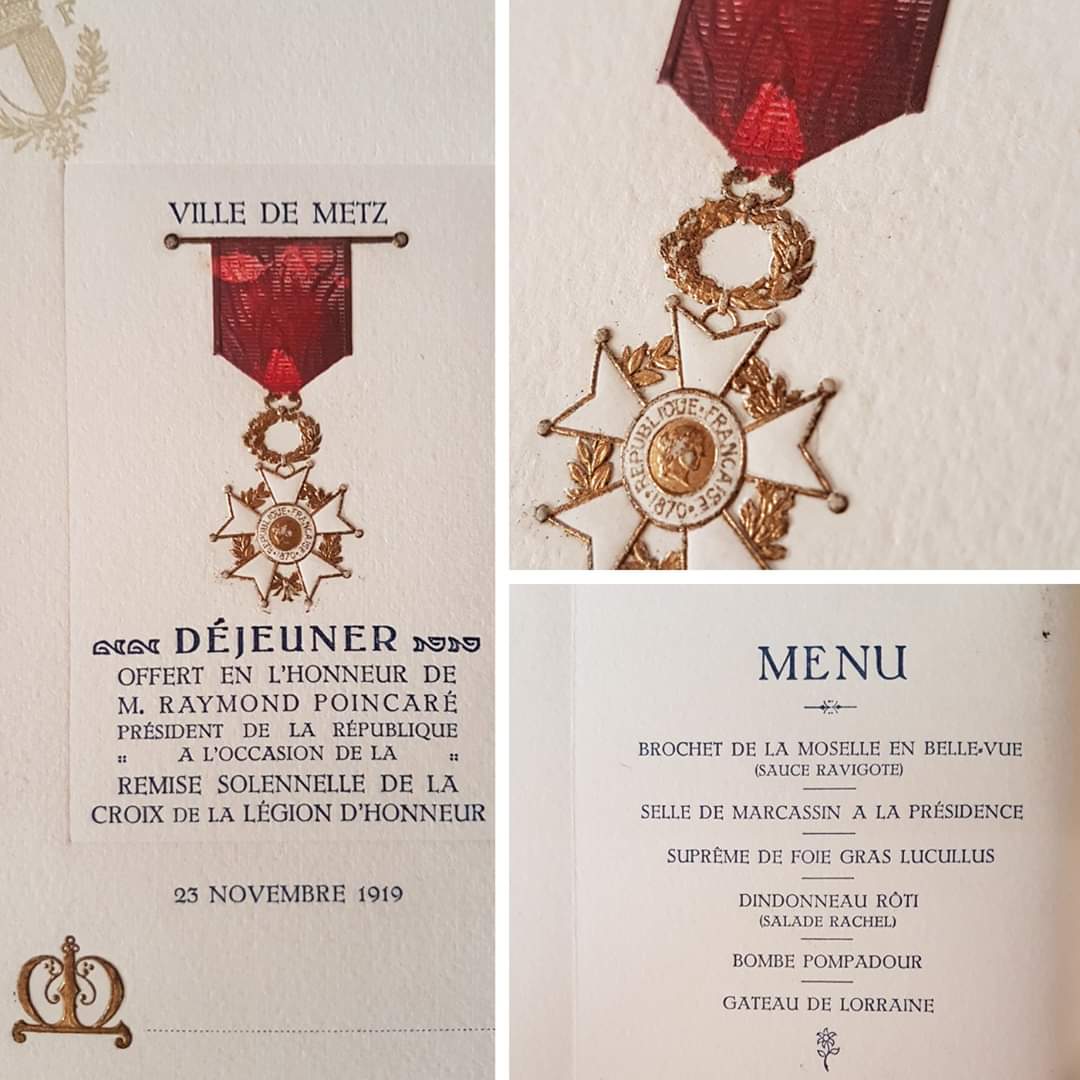 VILLE DE METZ
RÉPUBLIQUE • FRANÇAISE • 1870 •
DÉJEUNER
OFFERT EN L'HONNEUR DE
M. RAYMOND POINCARÉ
PRÉSIDENT DE LA RÉPUBLIQUE
A L'OCCASION DE LA
REMISE SOLENNELLE DE LA
CROIX DE LA LÉGION D'HONNEUR
23 NOVEMBRE 1919
REPUBLIQUE • FRANÇAISE • 1870 •
MENU
BROCHET DE LA MOSELLE EN BELLE-VUE
(SAUCE RAVIGOTE)
SELLE DE MARCASSIN A LA PRÉSIDENCE
SUPRÊME DE FOIE GRAS LUCULLUS
DINDONNEAU RÔTI
(SALADE RACHEL)
BOMBE POMPADOUR
GATEAU DE LORRAINE